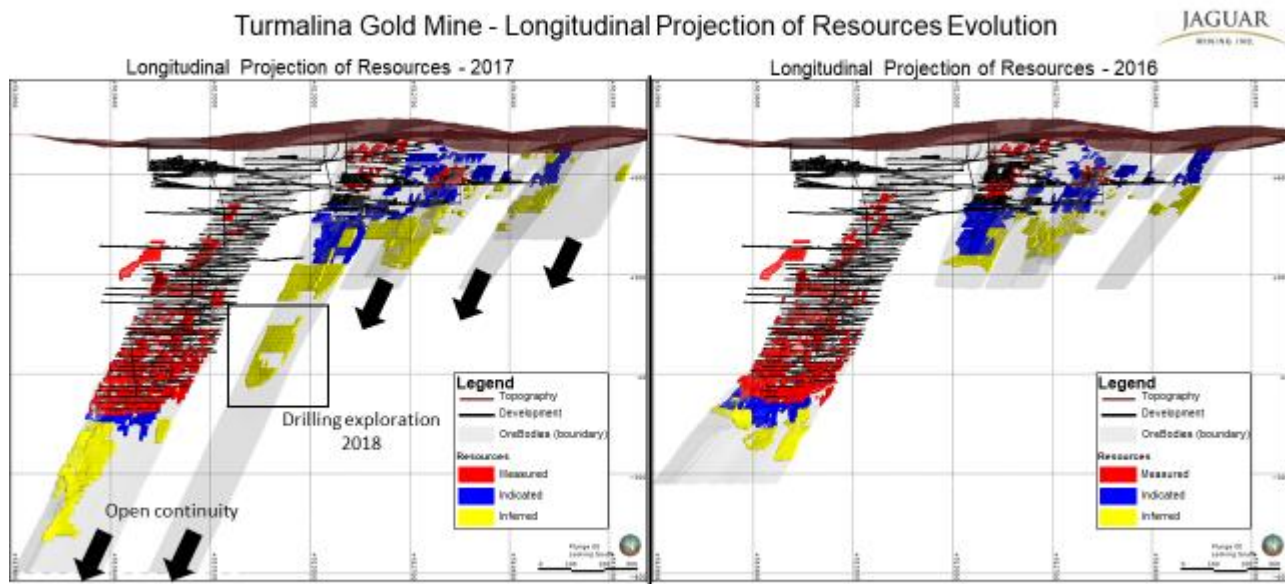 Turmalina Gold Mine - Longitudinal Projection of Resources Evolution
JAGUAR
MINING INC.
Longitudinal Projection of Resources - 2017
Longitudinal Projection of Resources - 2016
Drilling exploration
2018
Open continuity
Legend
Topography
Development
OreBodies (boundary)
Resources
Measured
Indicated
Inferred
Legend
Topography
Development
OreBodies (boundary)
Resources
Measured
Indicated
Inferred